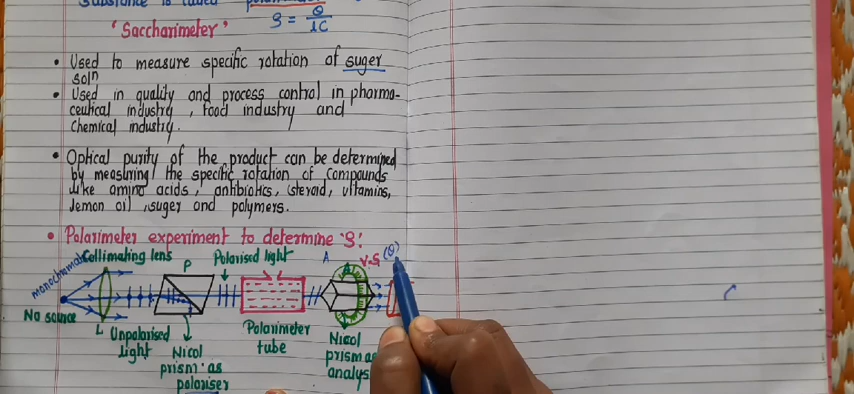 Substance is called
'Saccharimeter' S = θ/lC
• Used to measure specific rotation of suger
soln
• Used in quality and process control in pharma-
ceutical industry, food industry and
chemical industry.
• Optical purity of the product can be determined
by measuring the specific rotation of compounds
like amino acids, antibiotics, steroid, vitamins,
lemon oil, suger and polymers.
• Polarimeter experiment to determine 'S':
Collimating lens P Polarised light A V.S (θ)
Na source
L Unpolarised
light
Nicol
prism as
polariser
Polarimeter
tube
Nicol
prism as
analys